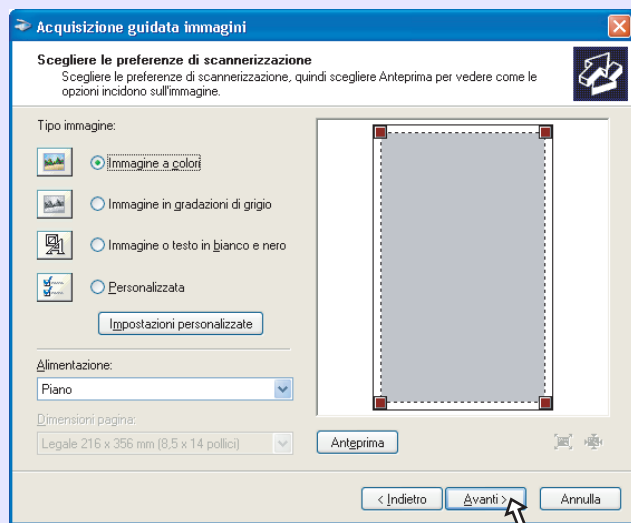 Acquisizione guidata immagini
Scegliere le preferenze di scannerizzazione
Scegliere le preferenze di scannerizzazione, quindi scegliere Anteprima per vedere come le
opzioni incidono sull'immagine.
Tipo immagine:
Immagine a colori
Immagine in gradazioni di grigio
Immagine o testo in bianco e nero
Personalizzata
Impostazioni personalizzate
Alimentazione:
Piano
Dimensioni pagina:
Legale 216 x 356 mm (8,5 x 14 pollici)
Anteprima
< Indietro
Avanti >
Annulla